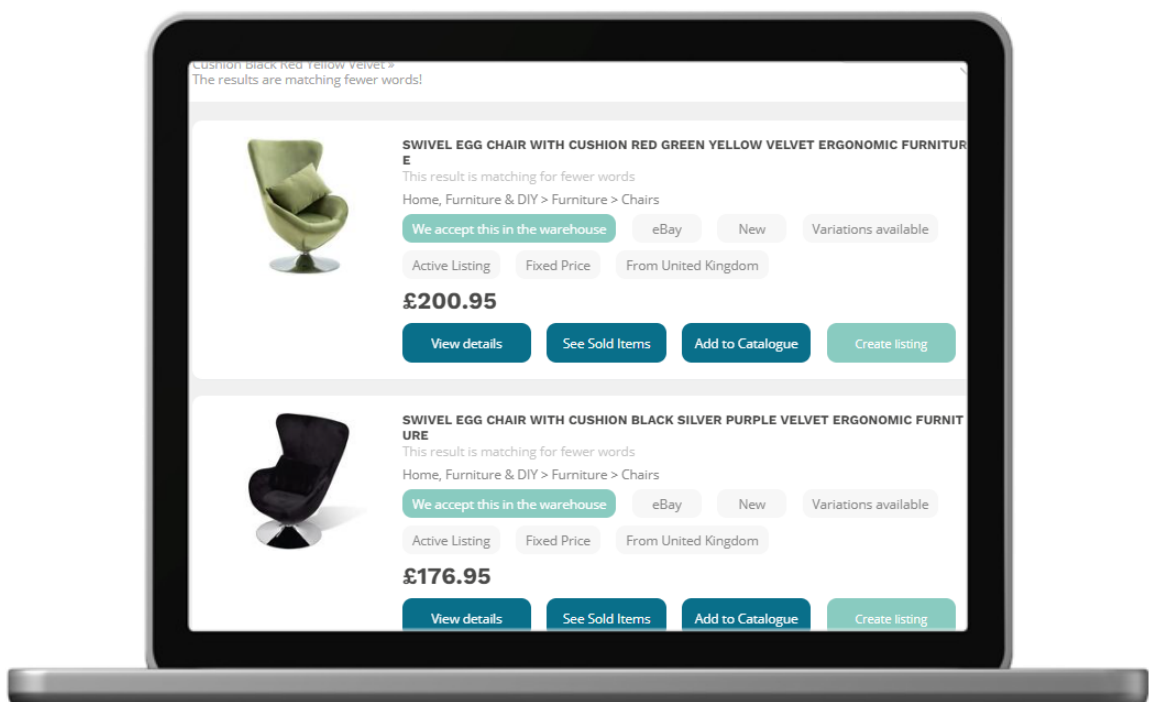 Cushion Black Red Yellow Velvet »
The results are matching fewer words!
SWIVEL EGG CHAIR WITH CUSHION RED GREEN YELLOW VELVET ERGONOMIC FURNITUR
E
This result is matching for fewer words
Home, Furniture & DIY > Furniture > Chairs
We accept this in the warehouse eBay New Variations available
Active Listing Fixed Price From United Kingdom
£200.95
View details See Sold Items Add to Catalogue Create listing
SWIVEL EGG CHAIR WITH CUSHION BLACK SILVER PURPLE VELVET ERGONOMIC FURNIT
URE
This result is matching for fewer words
Home, Furniture & DIY > Furniture > Chairs
We accept this in the warehouse eBay New Variations available
Active Listing Fixed Price From United Kingdom
£176.95
View details See Sold Items Add to Catalogue Create listing